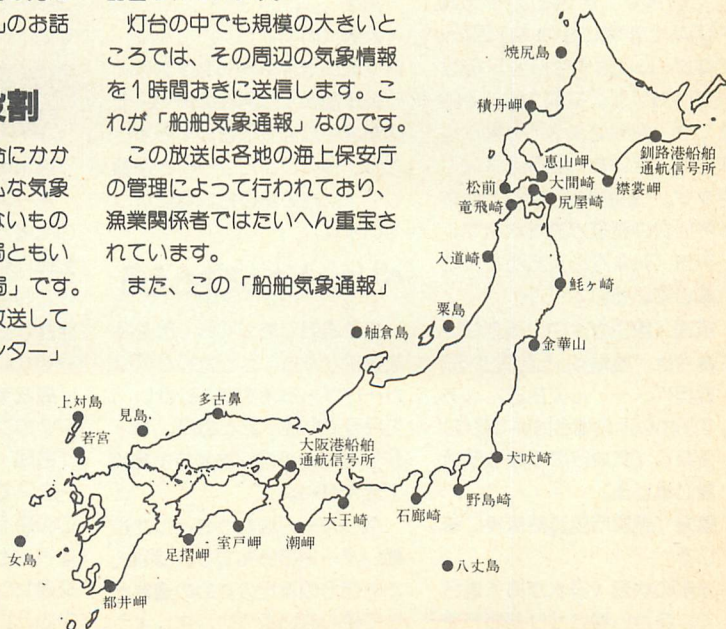 しのお話
割
命にかか
な気象
ないもの
局ともい
局」です。
放送して
ンター」
灯台の中でも規模の大きいと
ころでは、その周辺の気象情報
を1時間おきに送信します。こ
れが「船舶気象通報」なのです。
この放送は各地の海上保安庁
の管理によって行われており、
漁業関係者ではたいへん重宝さ
れています。
また、この「船舶気象通報」
焼尻島
積丹岬
釧路港船舶
通航信号所
恵山岬
松前
大間崎
襟裳岬
竜飛崎
尻屋崎
入道崎
魹ヶ崎
粟島
舳倉島
金華山
上対島
見島
多古鼻
若宮
大阪港船舶
通航信号所
犬吠崎
野島崎
石廊崎
大王崎
潮岬
室戸岬
足摺岬
女島
八丈島
都井岬